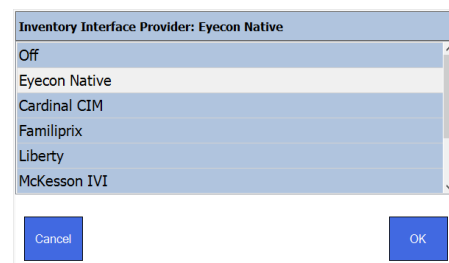 Inventory Interface Provider: Eyecon Native
Off
Eyecon Native
Cardinal CIM
Familiprix
Liberty
McKesson IVI
Cancel
OK